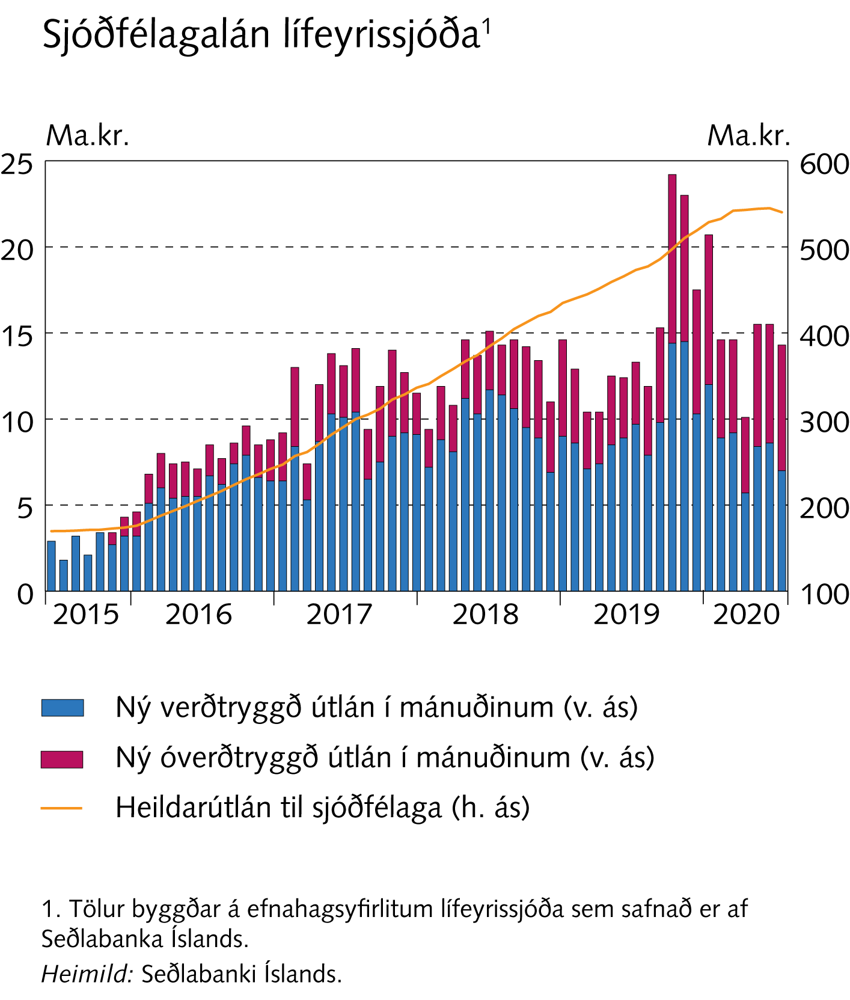 Sjóðfélagalán lífeyrissjóða¹
Ma.kr. Ma.kr.
25 600
20 500
15 400
10 300
5 200
0 100
2015 2016 2017 2018 2019 2020
Ný verðtryggð útlán í mánuðinum (v. ás)
Ný óverðtryggð útlán í mánuðinum (v. ás)
Heildarútlán til sjóðfélaga (h. ás)
1. Tölur byggðar á efnahagsyfirlitum lífeyrissjóða sem safnað er af
Seðlabanka Íslands.
Heimild: Seðlabanki Íslands.